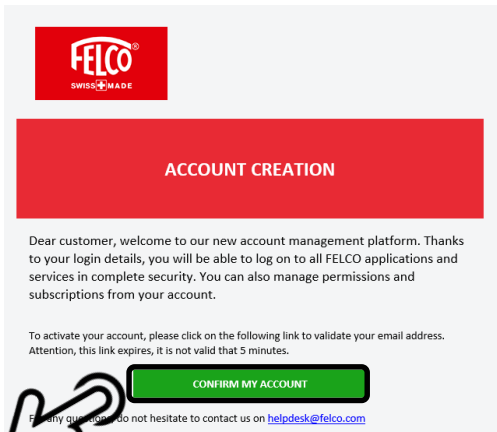 FELCO®
SWISS MADE
ACCOUNT CREATION
Dear customer, welcome to our new account management platform. Thanks
to your login details, you will be able to log on to all FELCO applications and
services in complete security. You can also manage permissions and
subscriptions from your account.
To activate your account, please click on the following link to validate your email address.
Attention, this link expires, it is not valid that 5 minutes.
CONFIRM MY ACCOUNT
any do not hesitate to contact us on helpdesk@felco.com